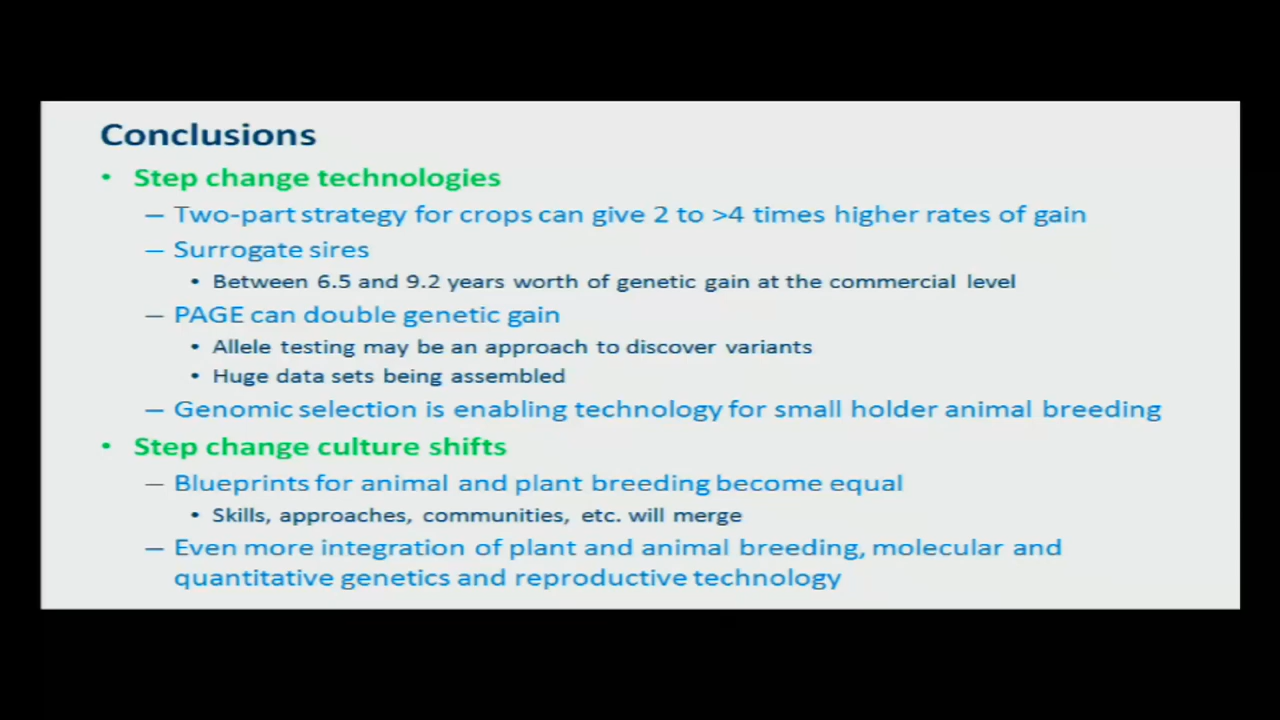 Conclusions
• Step change technologies
– Two-part strategy for crops can give 2 to >4 times higher rates of gain
– Surrogate sires
• Between 6.5 and 9.2 years worth of genetic gain at the commercial level
– PAGE can double genetic gain
• Allele testing may be an approach to discover variants
• Huge data sets being assembled
– Genomic selection is enabling technology for small holder animal breeding
• Step change culture shifts
– Blueprints for animal and plant breeding become equal
• Skills, approaches, communities, etc. will merge
– Even more integration of plant and animal breeding, molecular and
quantitative genetics and reproductive technology